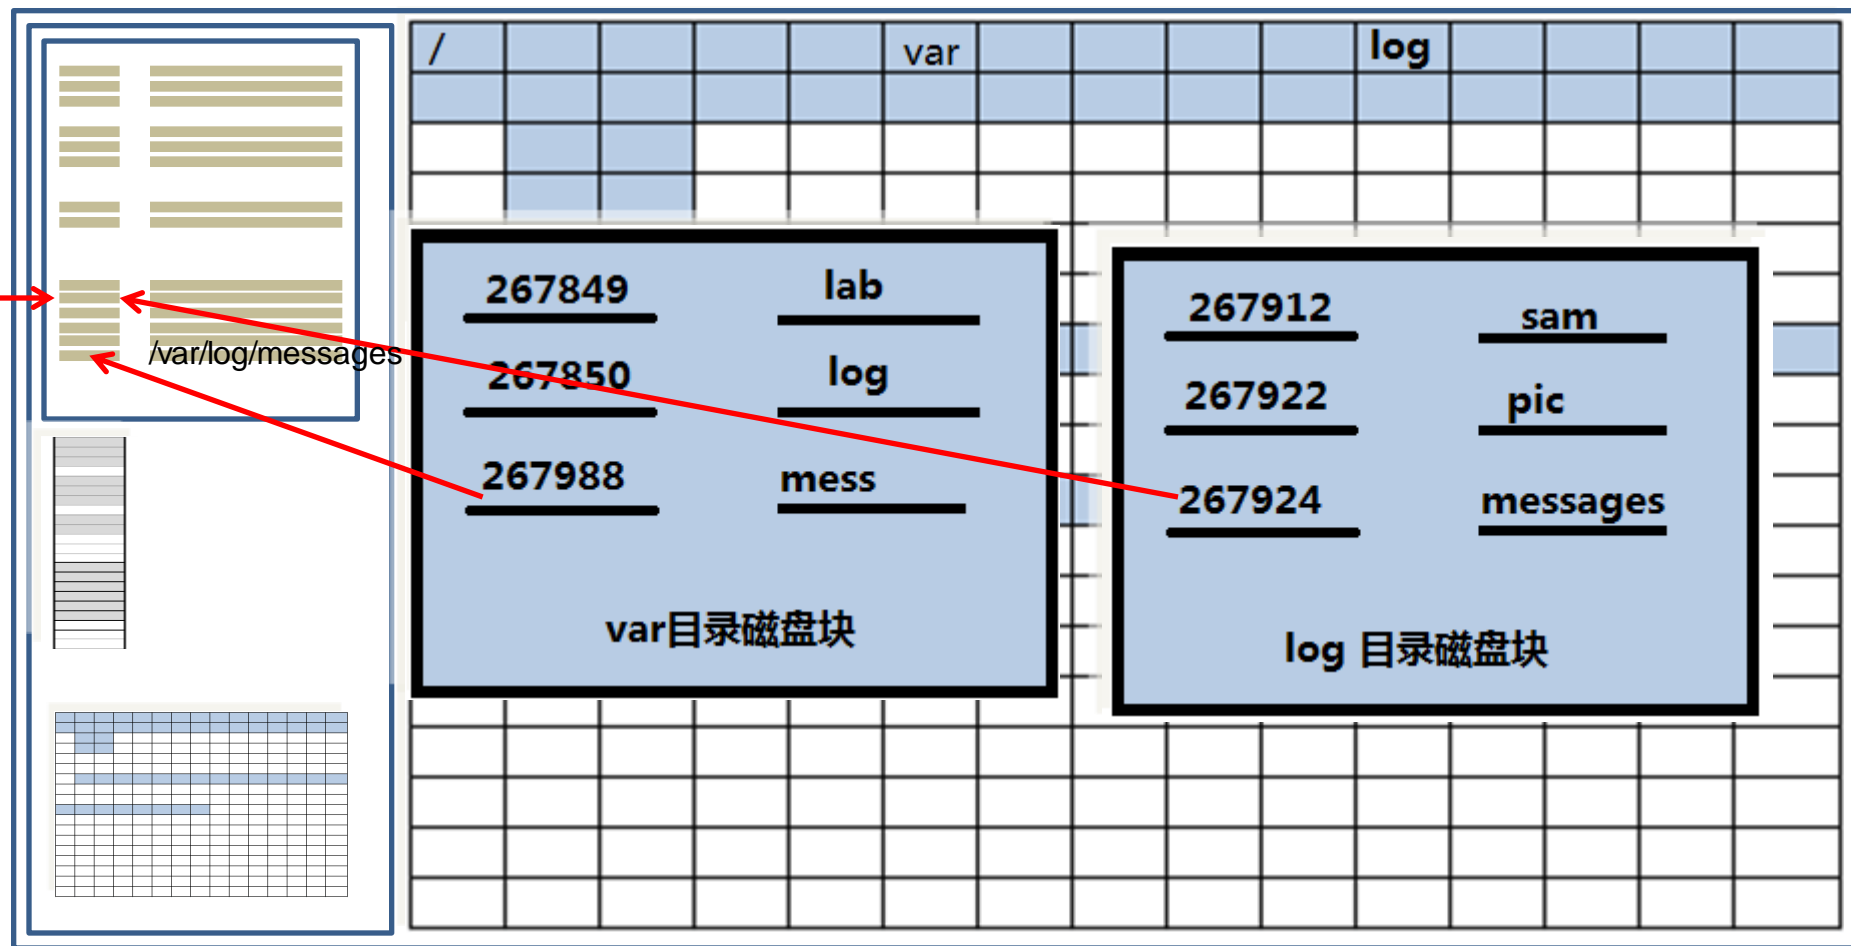 / var log
/var/log/messages
267849 lab
267850 log
267988 mess
var目录磁盘块
267912 sam
267922 pic
267924 messages
log 目录磁盘块